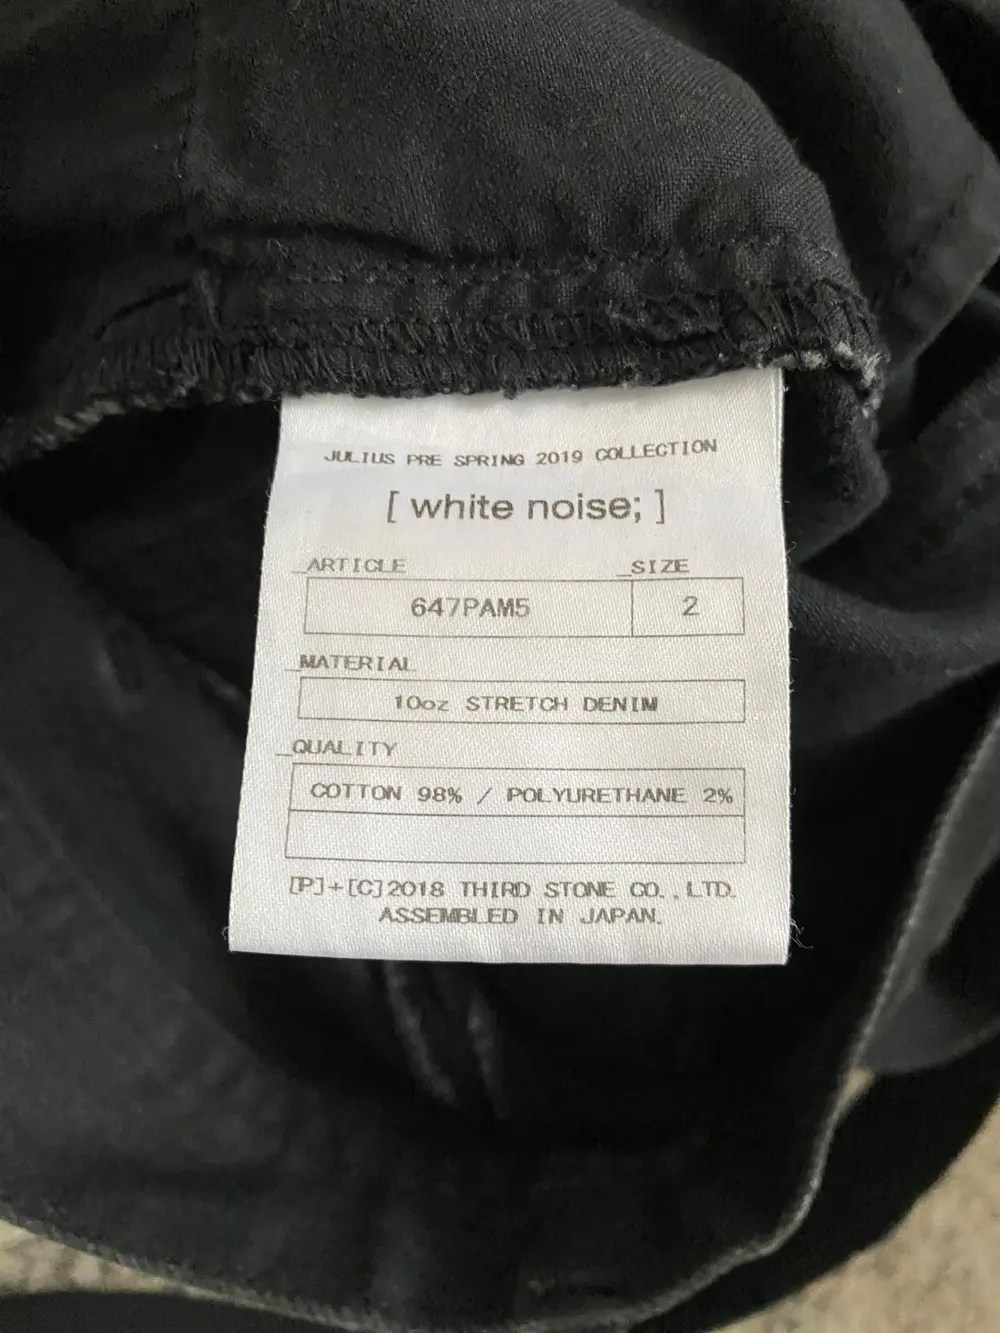 JULIUS PRE SPRING 2019 COLLECTION
[ white noise; ]
_ARTICLE _SIZE
647PAM5 2
_MATERIAL
10oz STRETCH DENIM
_QUALITY
COTTON 98% / POLYURETHANE 2%
[P]+[C]2018 THIRD STONE CO.,LTD.
ASSEMBLED IN JAPAN.